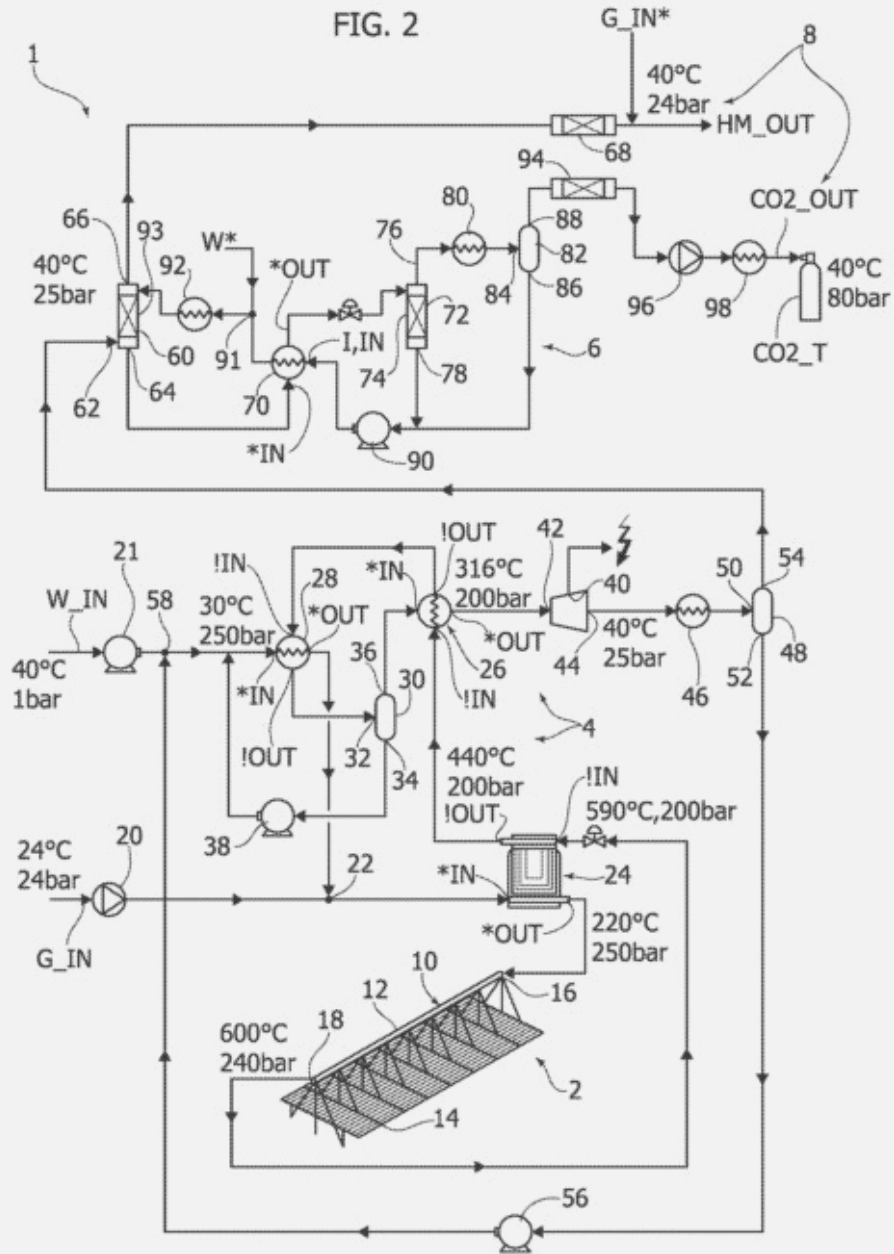 FIG. 2
G_IN*
8
1
40°C
24bar
HM_OUT
68
94
CO2_OUT
80
88
76
66
93
W*
82
40°C
25bar
92
*OUT
84
86
96
98
40°C
80bar
72
I,IN
60
91
74
78
6
CO2_T
62
64
70
*IN
90
!OUT
42
21
!IN
28
*IN
316°C
200bar
40
50
54
W_IN
58
30°C
250bar
*OUT
*OUT
40°C
25bar
48
36
30
26
44
52
40°C
1bar
*IN
!IN
46
!OUT
32
34
4
440°C
200bar
!IN
38
!OUT
590°C,200bar
24°C
24bar
20
22
*IN
24
*OUT
220°C
250bar
G_IN
10
12
16
600°C
240bar
18
2
14
56